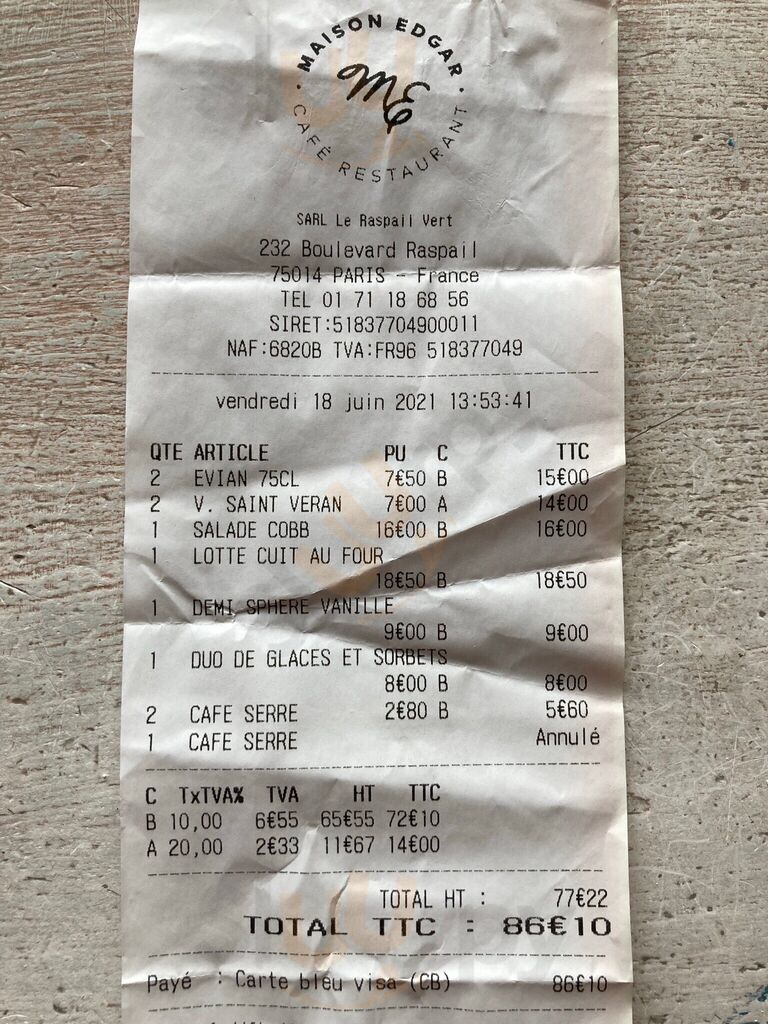 MAISON EDGAR
CAFÉ RESTAURANT
SARL Le Raspail Vert
232 Boulevard Raspail
75014 PARIS - France
TEL 01 71 18 68 56
SIRET:51837704900011
NAF:6820B TVA:FR96 518377049
vendredi 18 juin 2021 13:53:41
QTE ARTICLE PU C TTC
2 EVIAN 75CL 7€50 B 15€00
2 V. SAINT VERAN 7€00 A 14€00
1 SALADE COBB 16€00 B 16€00
1 LOTTE CUIT AU FOUR
18€50 B 18€50
1 DEMI SPHERE VANILLE
9€00 B 9€00
1 DUO DE GLACES ET SORBETS
8€00 B 8€00
2 CAFE SERRE 2€80 B 5€60
1 CAFE SERRE Annulé
C TxTVA% TVA HT TTC
B 10,00 6€55 65€55 72€10
A 20,00 2€33 11€67 14€00
TOTAL HT : 77€22
TOTAL TTC : 86€10
Payé : Carte bleu visa (CB) 86€10